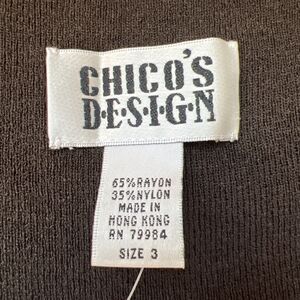 CHICO'S
D·E·S·I·G·N
65%RAYON
35%NYLON
MADE IN
HONG KONG
RN 79984
SIZE 3